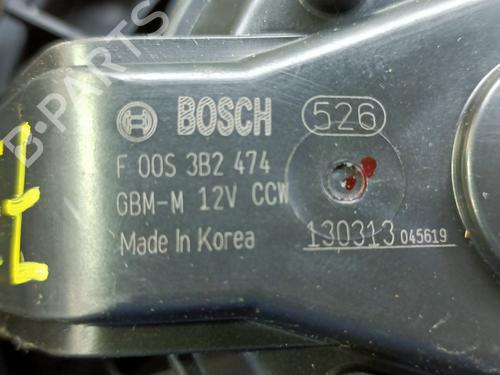 BOSCH 526
F 00S 3B2 474
GBM-M 12V CCW
Made In Korea 130313 045619
B-PARTS